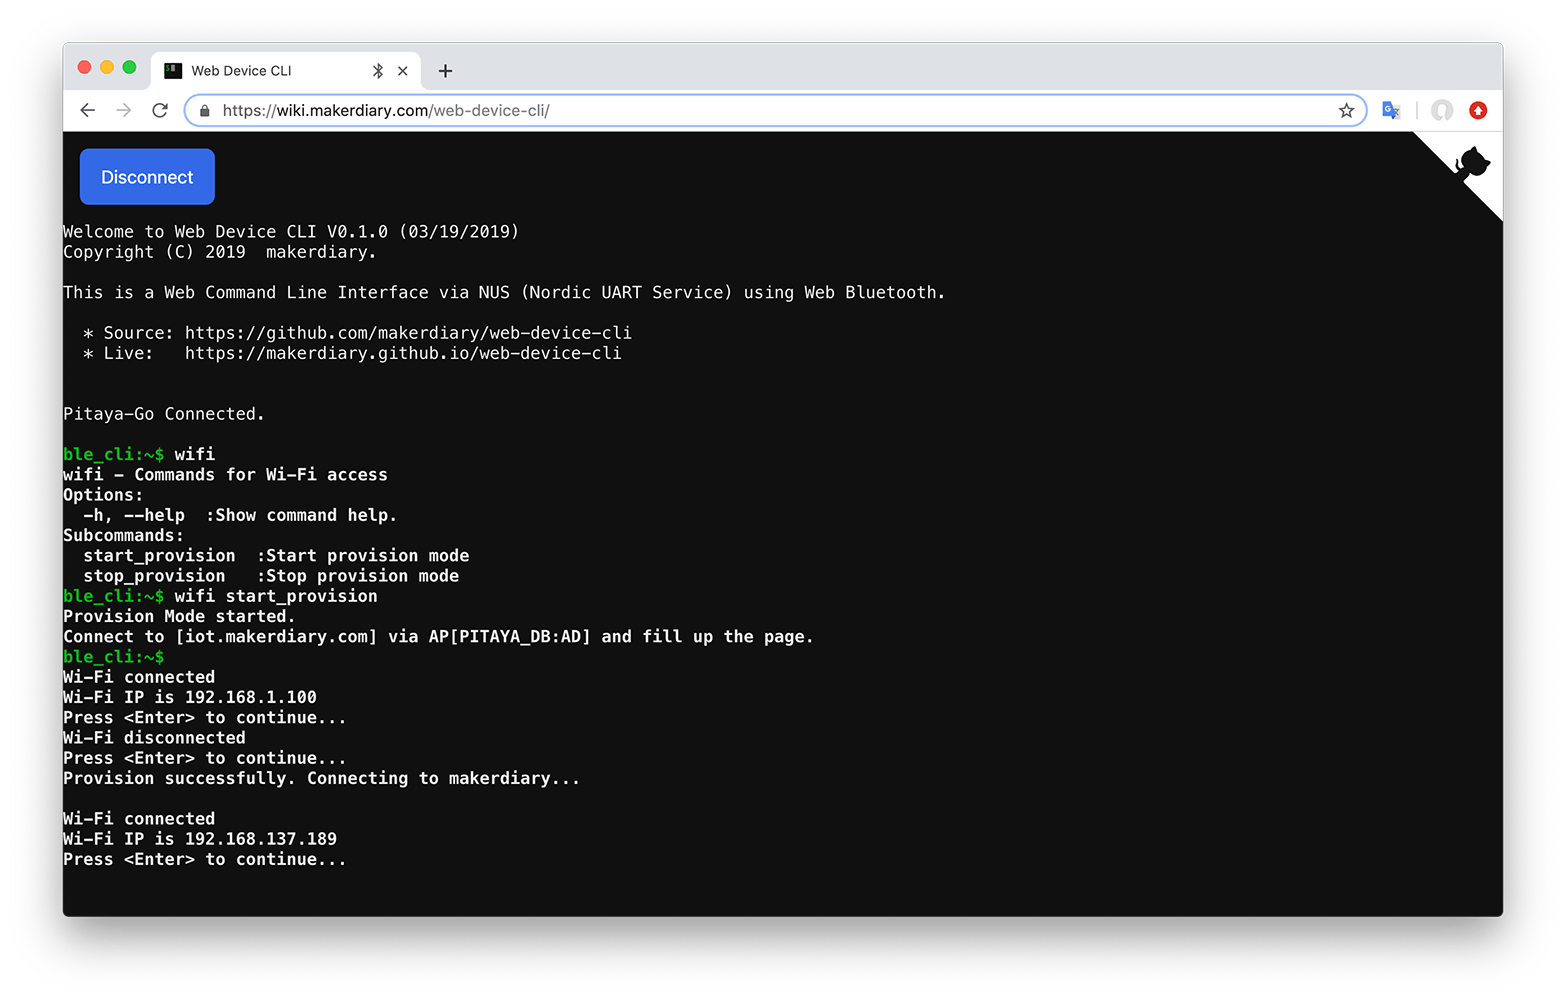 Web Device CLI
https://wiki.makerdiary.com/web-device-cli/
Disconnect
Welcome to Web Device CLI V0.1.0 (03/19/2019)
Copyright (C) 2019  makerdiary.
This is a Web Command Line Interface via NUS (Nordic UART Service) using Web Bluetooth.
* Source: https://github.com/makerdiary/web-device-cli
* Live:   https://makerdiary.github.io/web-device-cli
Pitaya-Go Connected.
ble_cli:~$ wifi
wifi - Commands for Wi-Fi access
Options:
-h, --help  :Show command help.
Subcommands:
start_provision  :Start provision mode
stop_provision   :Stop provision mode
ble_cli:~$ wifi start_provision
Provision Mode started.
Connect to [iot.makerdiary.com] via AP[PITAYA_DB:AD] and fill up the page.
ble_cli:~$
Wi-Fi connected
Wi-Fi IP is 192.168.1.100
Press <Enter> to continue...
Wi-Fi disconnected
Press <Enter> to continue...
Provision successfully. Connecting to makerdiary...
Wi-Fi connected
Wi-Fi IP is 192.168.137.189
Press <Enter> to continue...